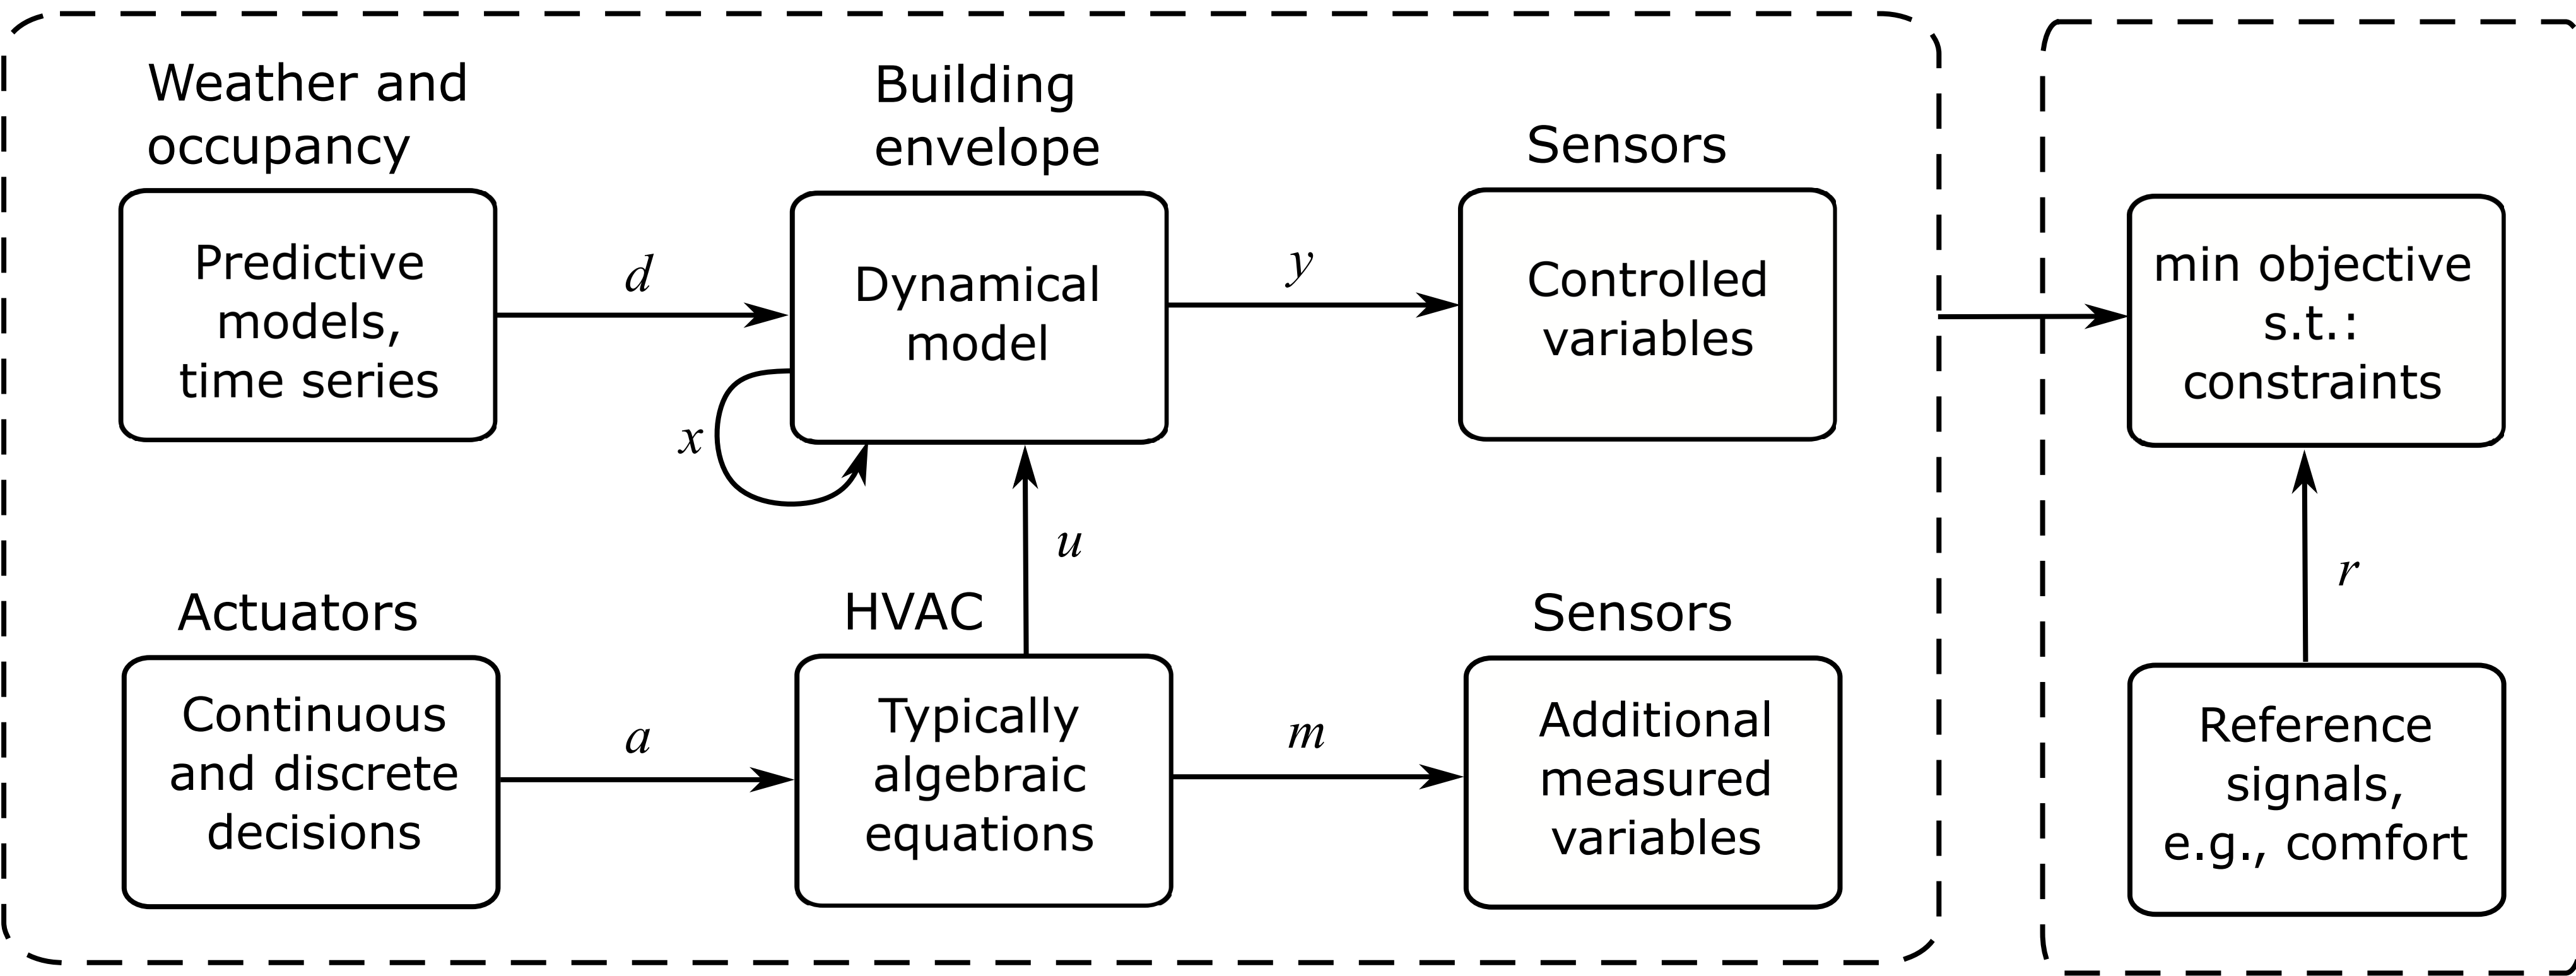 Weather and
occupancy
Predictive
models,
time series
d
Building
envelope
Dynamical
model
x
y
Sensors
Controlled
variables
u
Actuators
Continuous
and discrete
decisions
a
HVAC
Typically
algebraic
equations
m
Sensors
Additional
measured
variables
min objective
s.t.:
constraints
r
Reference
signals,
e.g., comfort